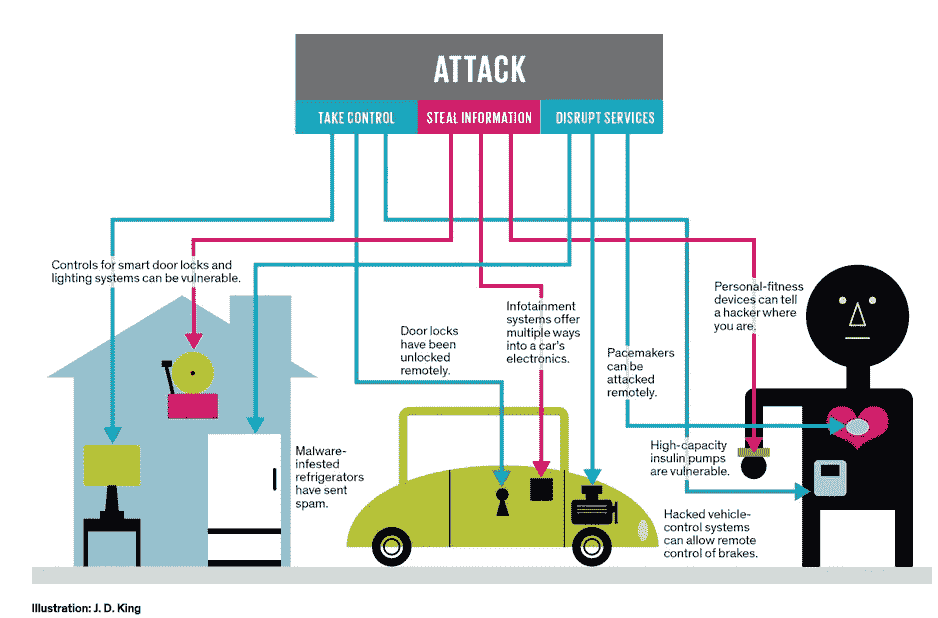 ATTACK
TAKE CONTROL
STEAL INFORMATION
DISRUPT SERVICES
Controls for smart door locks and
lighting systems can be vulnerable.
Door locks
have been
unlocked
remotely.
Infotainment
systems offer
multiple ways
into a car's
electronics.
Personal-fitness
devices can tell
a hacker where
you are.
Pacemakers
can be
attacked
remotely.
Malware-
infested
refrigerators
have sent
spam.
High-capacity
insulin pumps
are vulnerable.
Hacked vehicle-
control systems
can allow remote
control of brakes.
Illustration: J. D. King